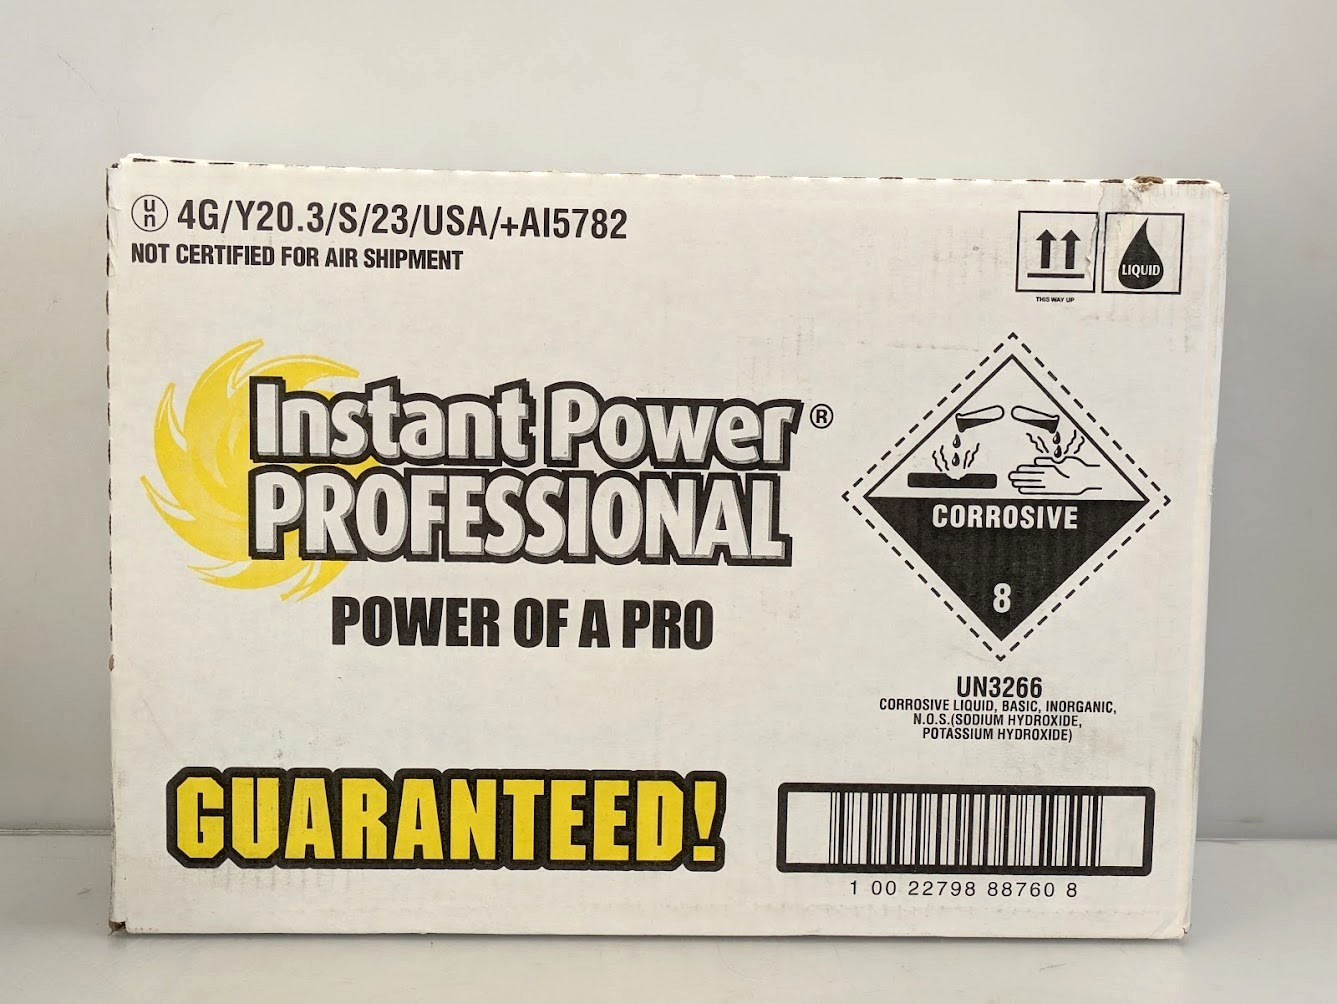 un 4G/Y20.3/S/23/USA/+AI5782
NOT CERTIFIED FOR AIR SHIPMENT
THIS WAY UP
LIQUID
Instant Power®
PROFESSIONAL
POWER OF A PRO
CORROSIVE
8
UN3266
CORROSIVE LIQUID, BASIC, INORGANIC,
N.O.S.(SODIUM HYDROXIDE,
POTASSIUM HYDROXIDE)
GUARANTEED!
1 00 22798 88760 8